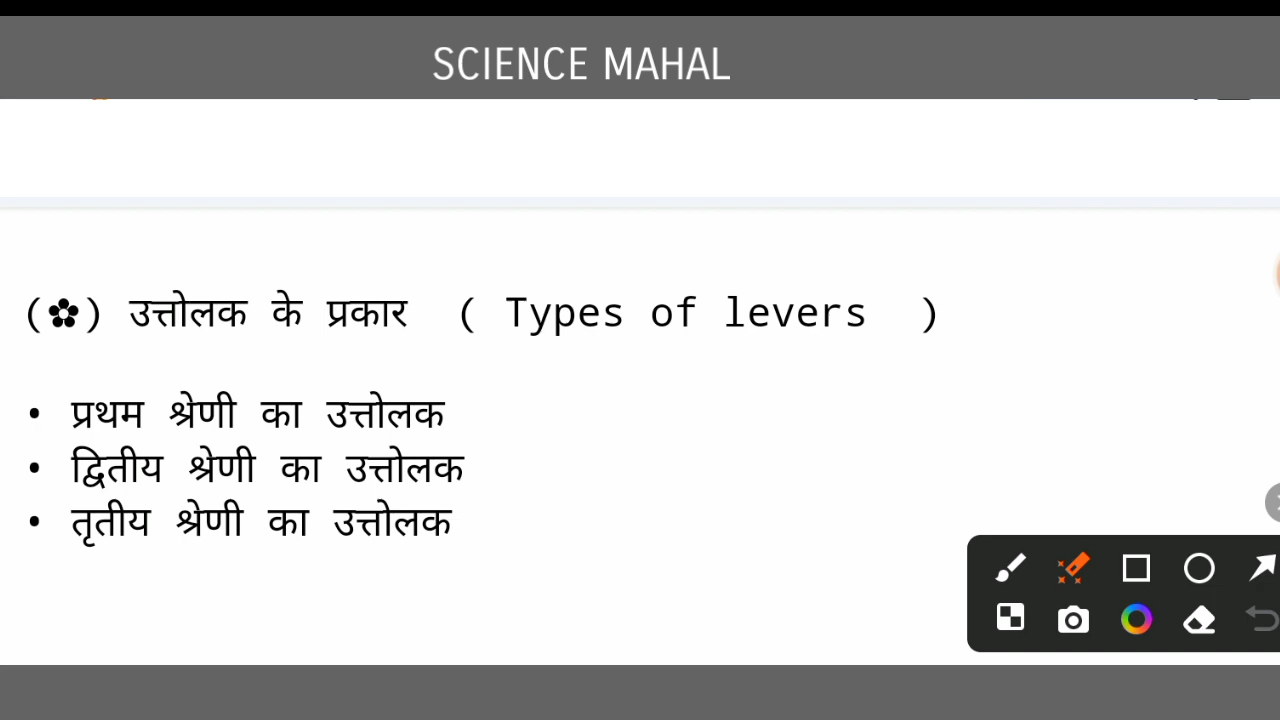 SCIENCE MAHAL
(✿) उत्तोलक के प्रकार ( Types of levers )
• प्रथम श्रेणी का उत्तोलक
• द्वितीय श्रेणी का उत्तोलक
• तृतीय श्रेणी का उत्तोलक